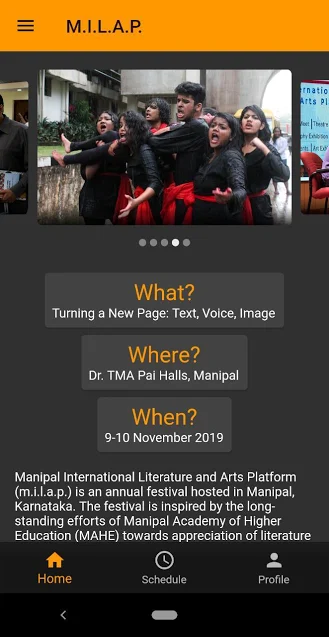 M.I.L.A.P.
What?
Turning a New Page: Text, Voice, Image
Where?
Dr. TMA Pai Halls, Manipal
When?
9-10 November 2019
Manipal International Literature and Arts Platform
(m.i.l.a.p.) is an annual festival hosted in Manipal,
Karnataka. The festival is inspired by the long-
standing efforts of Manipal Academy of Higher
Education (MAHE) towards appreciation of literature
Home
Schedule
Profile